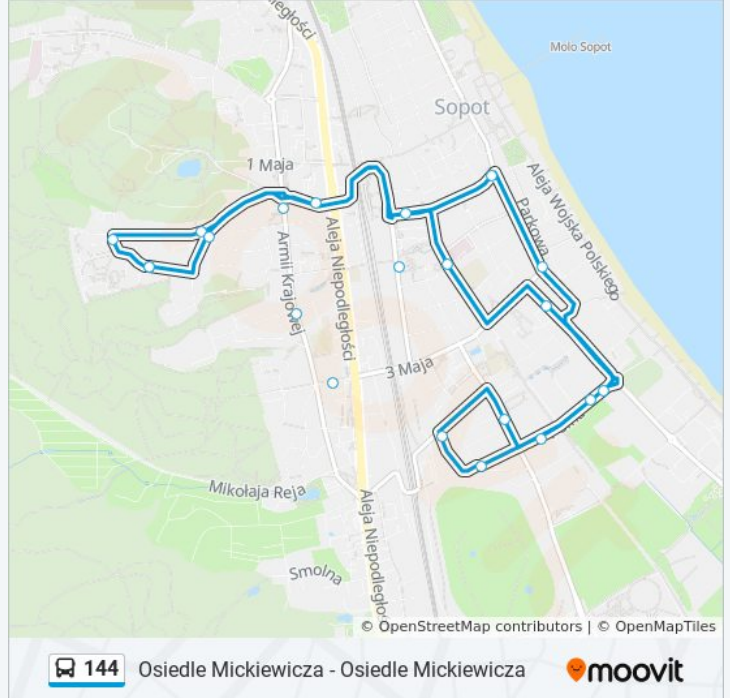 Niepodległości
Molo Sopot
Sopot
1 Maja
Aleja Wojska Polskiego
Parkowa
Armii Krajowej
Aleja Niepodległości
3 Maja
Mikołaja Reja
Aleja Niepodległości
Smolna
© OpenStreetMap contributors | © OpenMapTiles
144 Osiedle Mickiewicza - Osiedle Mickiewicza moovit